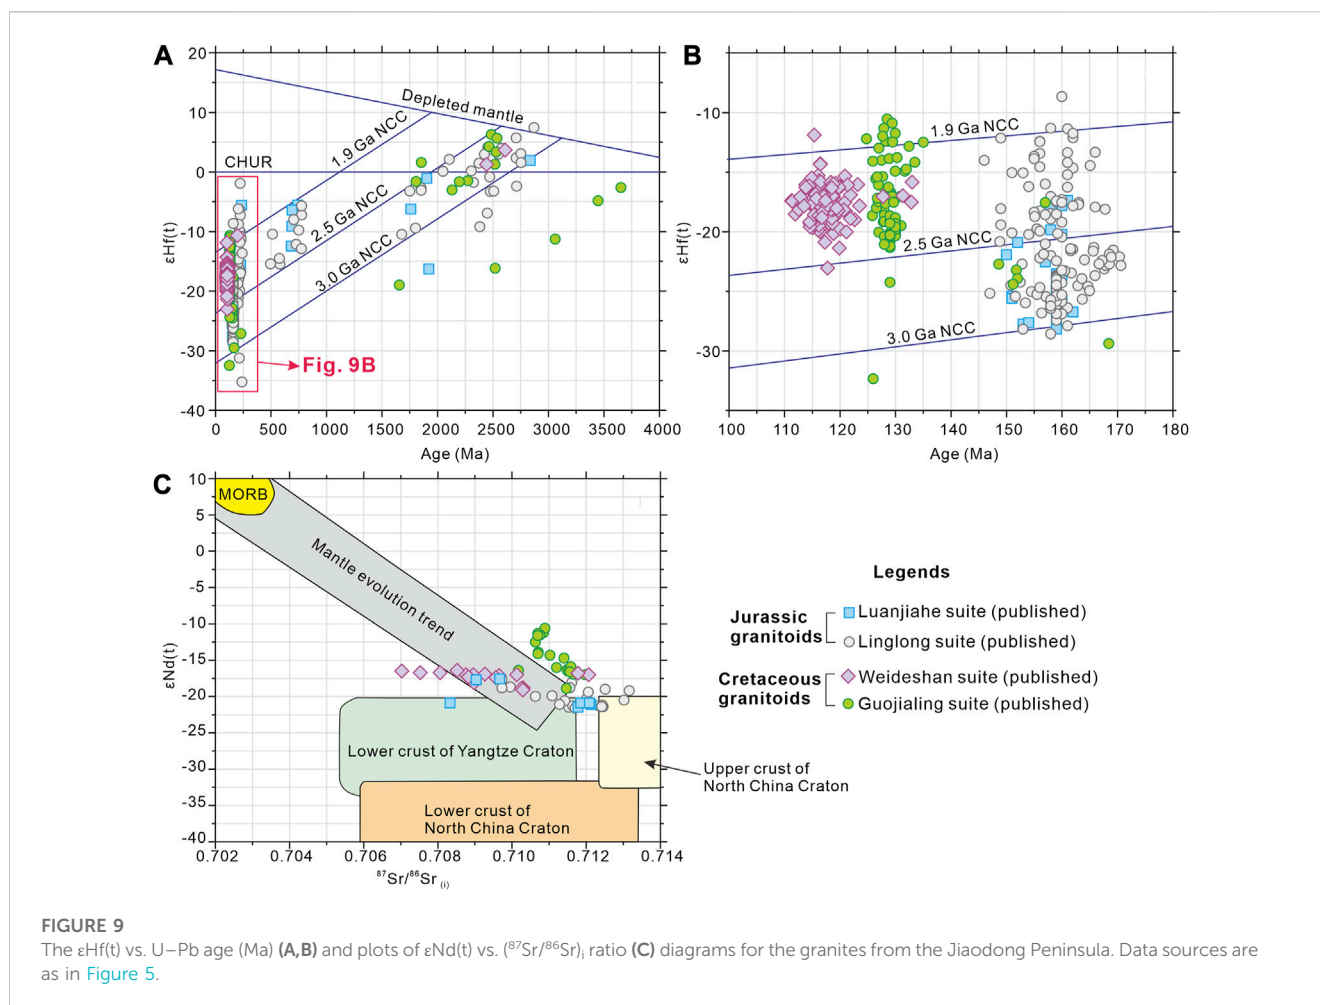 A
εHf(t)
20
10
0
-10
-20
-30
-40
Depleted mantle
CHUR
1.9 Ga NCC
2.5 Ga NCC
3.0 Ga NCC
Fig. 9B
0 500 1000 1500 2000 2500 3000 3500 4000
Age (Ma)
B
εHf(t)
-10
-20
-30
1.9 Ga NCC
2.5 Ga NCC
3.0 Ga NCC
100 110 120 130 140 150 160 170 180
Age (Ma)
C
εNd(t)
10
5
0
-5
-10
-15
-20
-25
-30
-35
-40
MORB
Mantle evolution trend
Lower crust of Yangtze Craton
Lower crust of
North China Craton
Upper crust of
North China Craton
0.702 0.704 0.706 0.708 0.710 0.712 0.714
⁸⁷Sr/⁸⁶Sr (i)
Legends
Jurassic
granitoids
Luanjiahe suite (published)
Linglong suite (published)
Cretaceous
granitoids
Weideshan suite (published)
Guojialing suite (published)
FIGURE 9
The εHf(t) vs. U–Pb age (Ma) (A,B) and plots of εNd(t) vs. (⁸⁷Sr/⁸⁶Sr)ᵢ ratio (C) diagrams for the granites from the Jiaodong Peninsula. Data sources are
as in Figure 5.